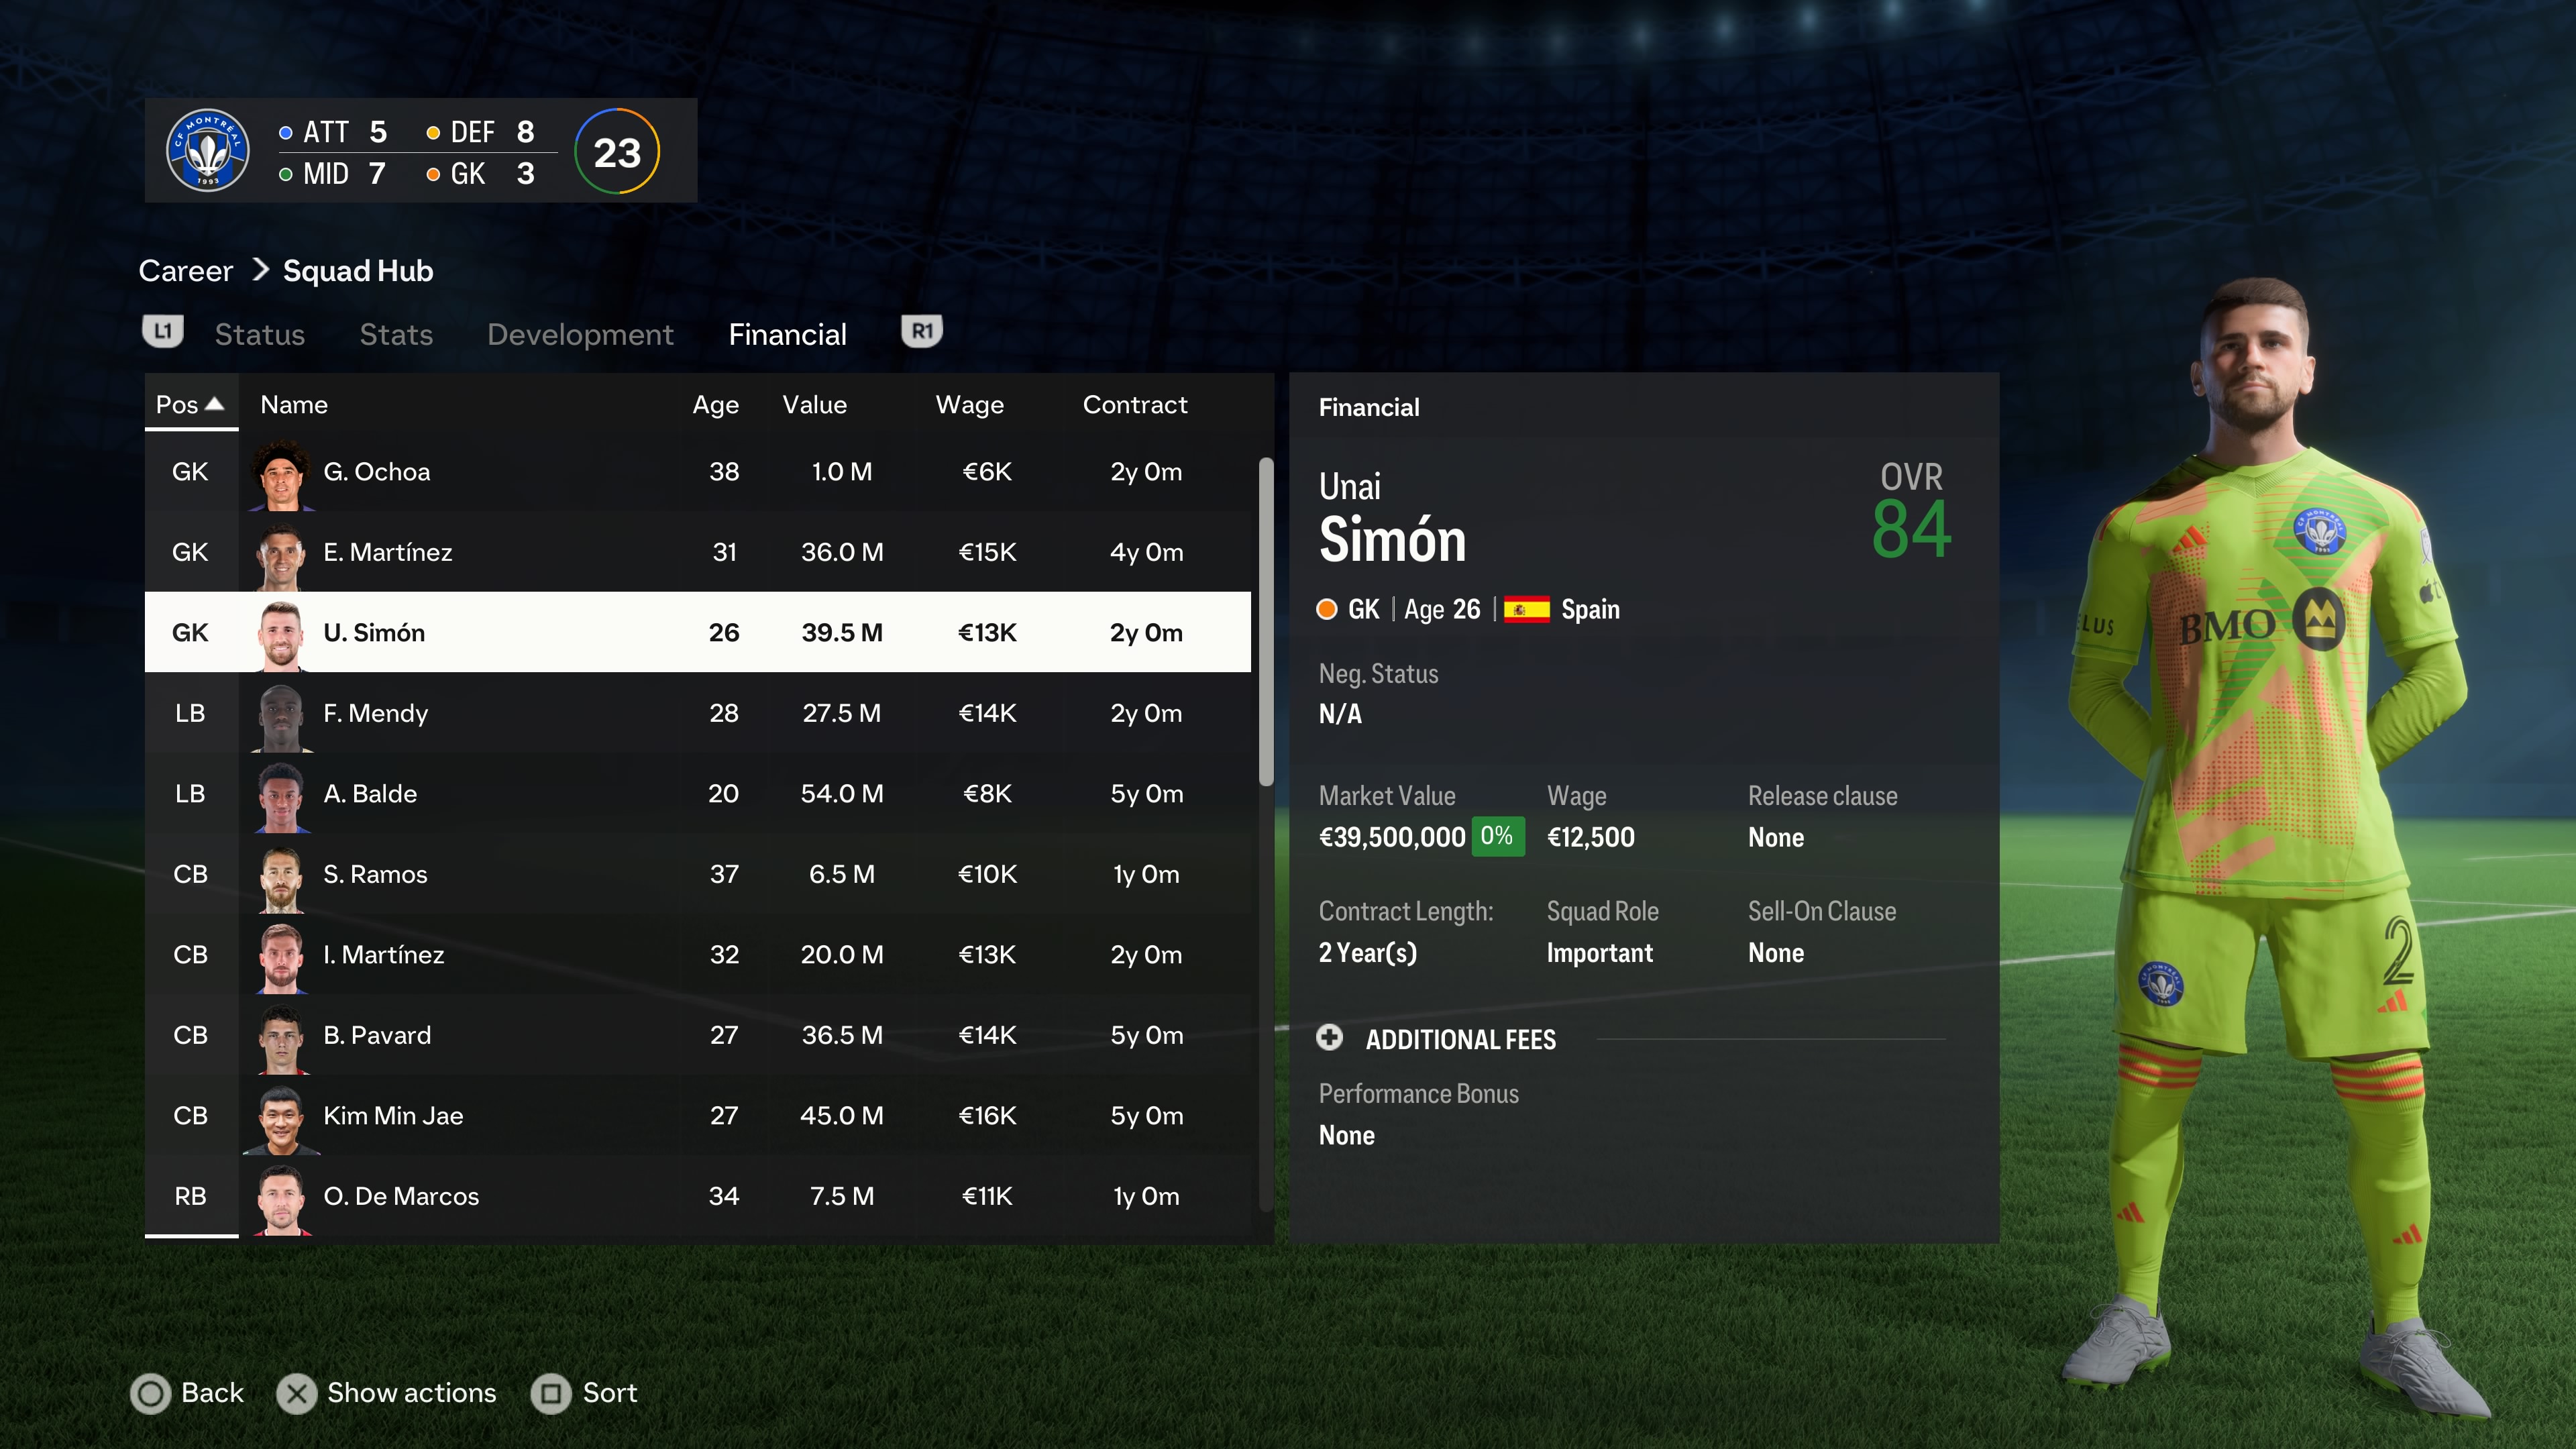 CF MONTRÉAL
1993
ATT 5 DEF 8
MID 7 GK 3
23
Career > Squad Hub
L1 Status Stats Development Financial R1
Pos Name Age Value Wage Contract
GK G. Ochoa 38 1.0 M €6K 2y 0m
GK E. Martínez 31 36.0 M €15K 4y 0m
GK U. Simón 26 39.5 M €13K 2y 0m
LB F. Mendy 28 27.5 M €14K 2y 0m
LB A. Balde 20 54.0 M €8K 5y 0m
CB S. Ramos 37 6.5 M €10K 1y 0m
CB I. Martínez 32 20.0 M €13K 2y 0m
CB B. Pavard 27 36.5 M €14K 5y 0m
CB Kim Min Jae 27 45.0 M €16K 5y 0m
RB O. De Marcos 34 7.5 M €11K 1y 0m
Financial
Unai
Simón
OVR
84
GK | Age 26 | Spain
Neg. Status
N/A
Market Value Wage Release clause
€39,500,000 0% €12,500 None
Contract Length: Squad Role Sell-On Clause
2 Year(s) Important None
ADDITIONAL FEES
Performance Bonus
None
CF MONTRÉAL
ELUS
BMO
2
Back Show actions Sort